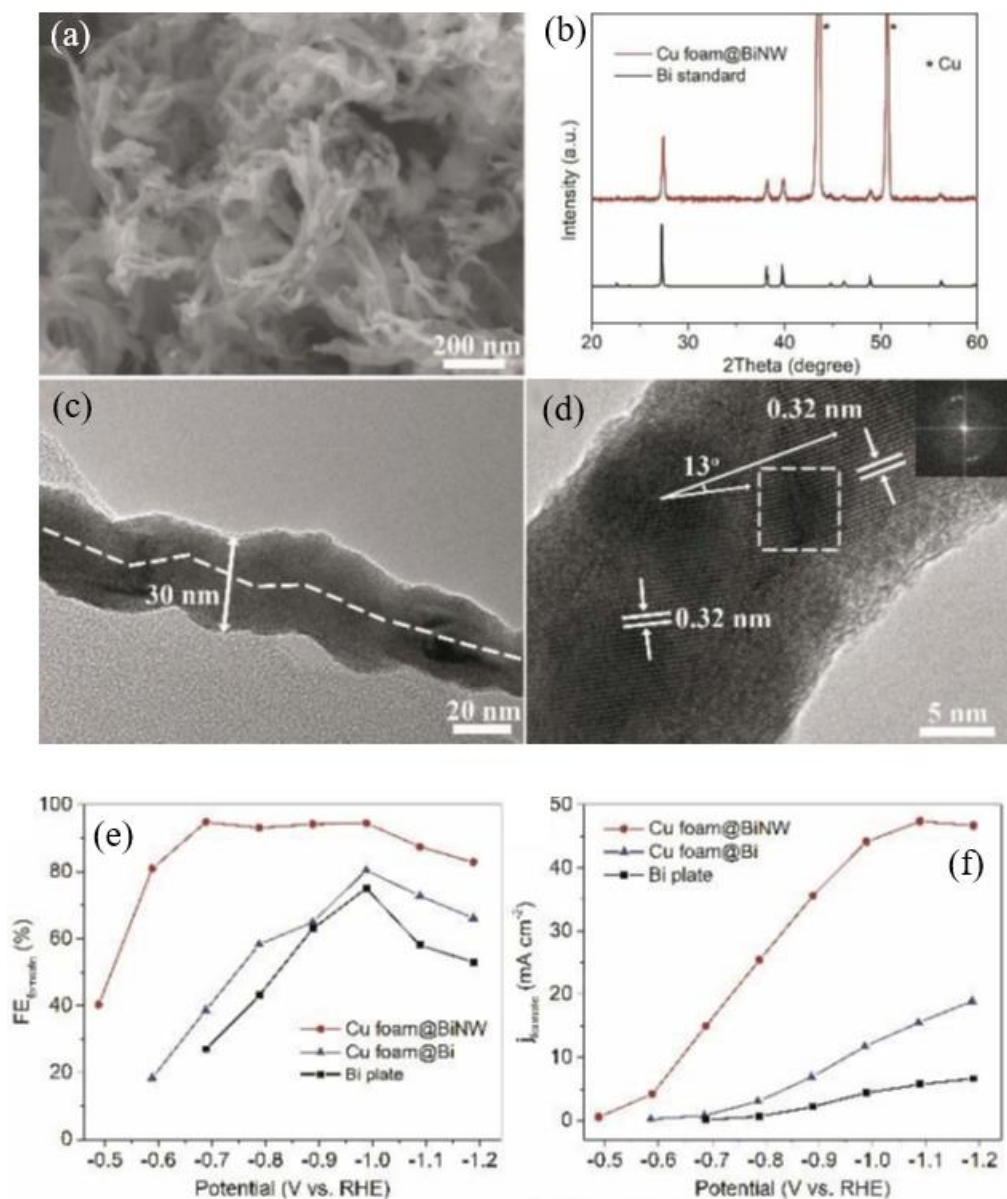 (a)
200 nm
(b)
Cu foam@BiNW
Bi standard
* Cu
*
*
Intensity (a.u.)
20 30 40 50 60
2Theta (degree)
(c)
30 nm
20 nm
(d)
0.32 nm
13°
0.32 nm
5 nm
(e)
FE formate (%)
100
80
60
40
20
0
Cu foam@BiNW
Cu foam@Bi
Bi plate
-0.5 -0.6 -0.7 -0.8 -0.9 -1.0 -1.1 -1.2
Potential (V vs. RHE)
(f)
Cu foam@BiNW
Cu foam@Bi
Bi plate
j formate (mA cm⁻²)
50
40
30
20
10
0
-0.5 -0.6 -0.7 -0.8 -0.9 -1.0 -1.1 -1.2
Potential (V vs. RHE)